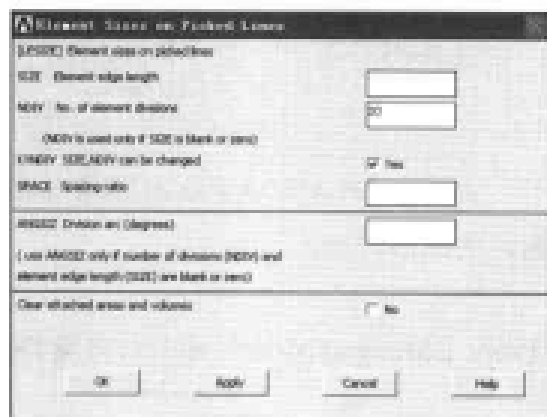 Element Sizes on Picked Lines
[LESIZE] Element sizes on picked lines
SIZE Element edge length
NDIV No. of element divisions
20
(NDIV is used only if SIZE is blank or zero)
KYNDIV SIZE,NDIV can be changed
Yes
SPACE Spacing ratio
ANGSIZ Division arc (degrees)
( use ANGSIZ only if number of divisions (NDIV) and
element edge length (SIZE) are blank or zero)
Clear attached areas and volumes
No
OK
Apply
Cancel
Help